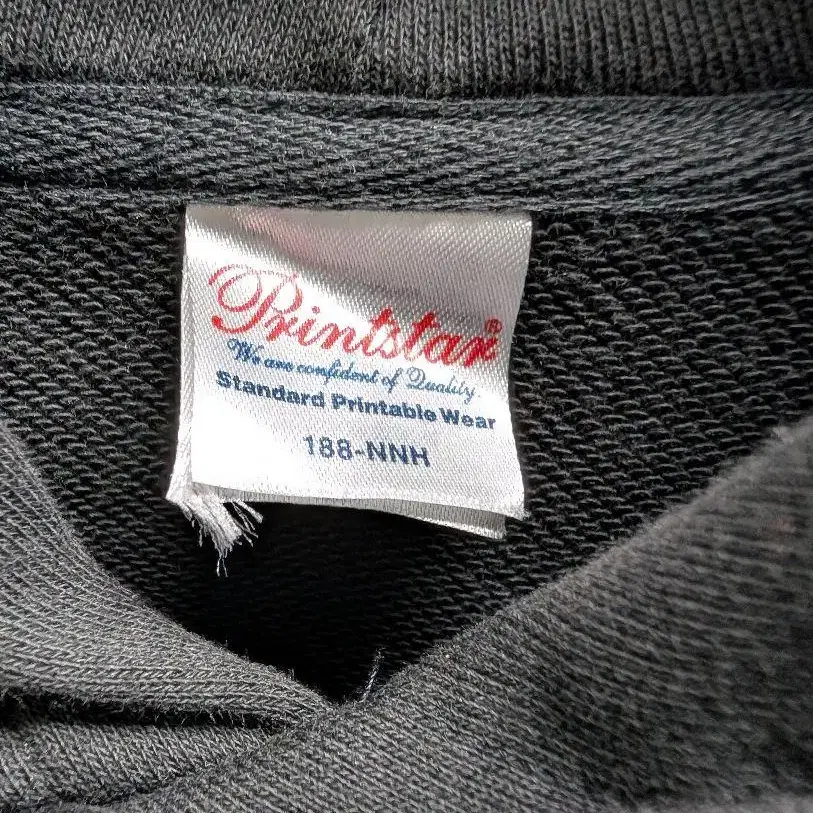 Printstar®
We are confident of Quality.
Standard Printable Wear
188-NNH